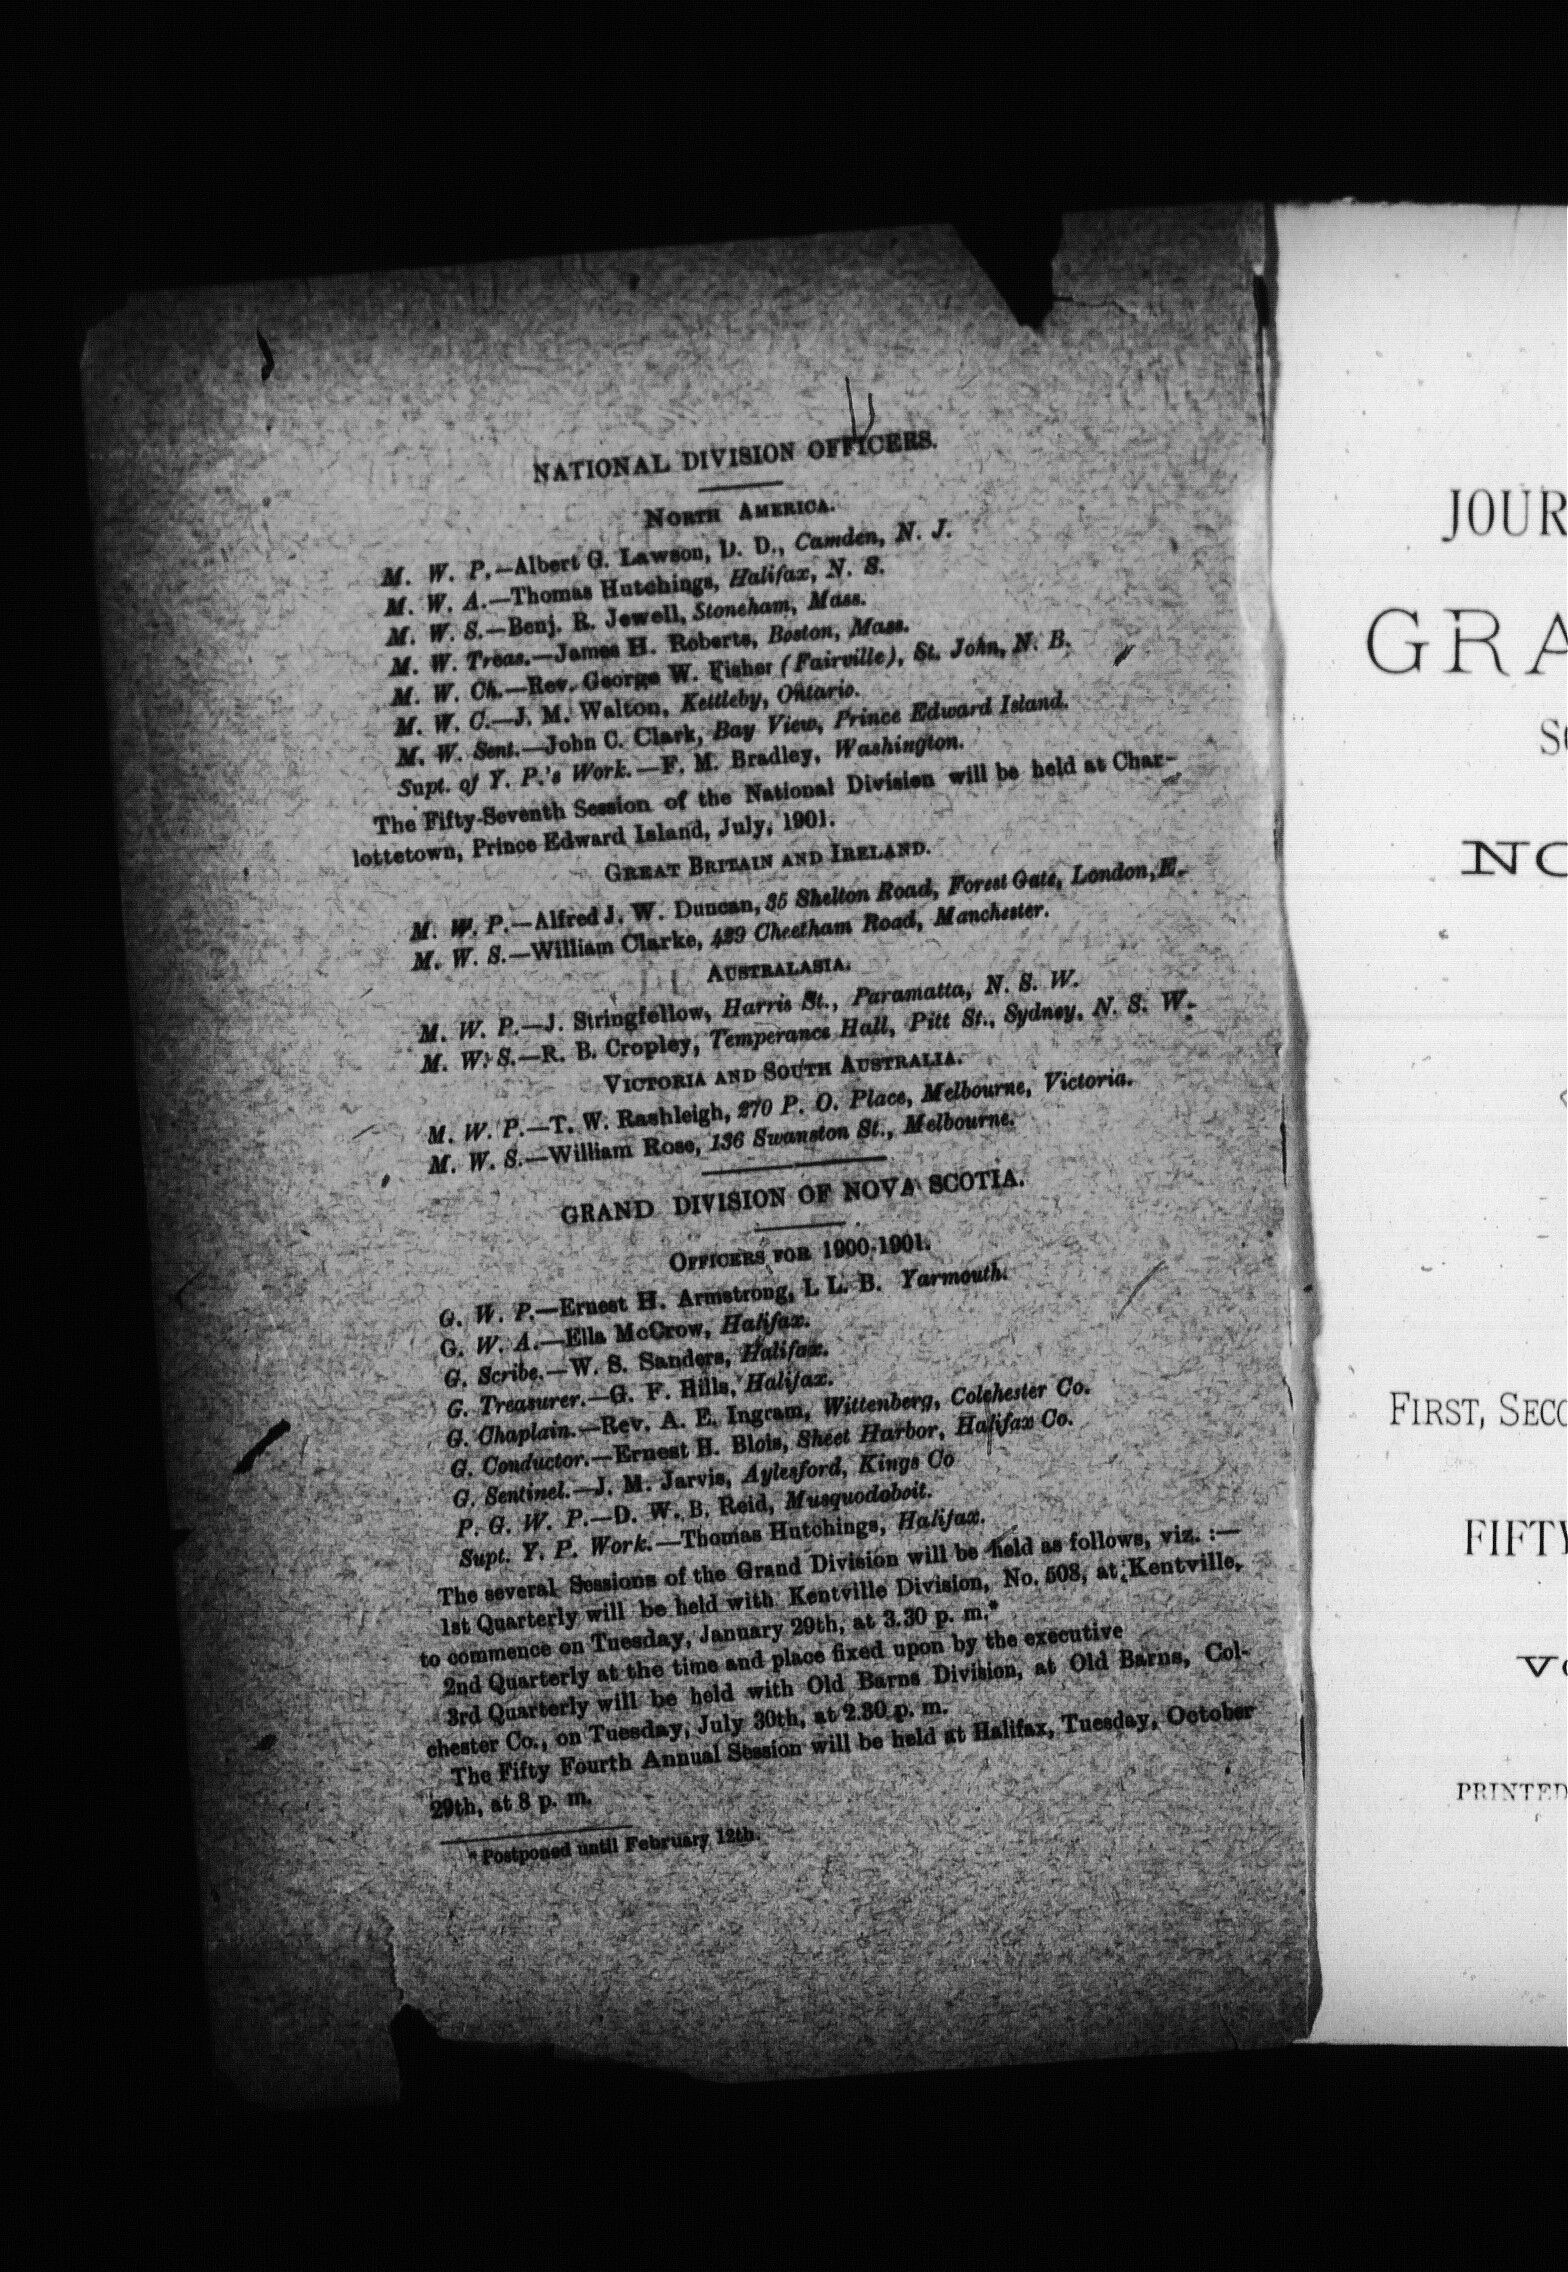 NATIONAL DIVISION OFFICERS.
NORTH AMERICA.
M. W. P.—Albert G. Lawson, D. D., Camden, N. J.
M. W. A.—Thomas Hutchings, Halifax, N. S.
M. W. S.—Benj. R. Jewell, Stoneham, Mass.
M. W. Treas.—James H. Roberts, Boston, Mass.
M. W. Ch.—Rev. George W. Fisher (Fairville), St. John, N. B.
M. W. C.—J. M. Walton, Kettleby, Ontario.
M. W. Sent.—John C. Clark, Bay View, Prince Edward Island.
Supt. of Y. P.'s Work.—F. M. Bradley, Washington.
The Fifty-Seventh Session of the National Division will be held at Char-
lottetown, Prince Edward Island, July, 1901.
GREAT BRITAIN AND IRELAND.
M. W. P.—Alfred J. W. Duncan, 35 Shelton Road, Forest Gate, London, E.
M. W. S.—William Clarke, 429 Cheetham Road, Manchester.
AUSTRALASIA.
M. W. P.—J. Stringfellow, Harris St., Paramatta, N. S. W.
M. W. S.—R. B. Cropley, Temperance Hall, Pitt St., Sydney, N. S. W.
VICTORIA AND SOUTH AUSTRALIA.
M. W. P.—T. W. Rashleigh, 270 P. O. Place, Melbourne, Victoria.
M. W. S.—William Rose, 136 Swanston St., Melbourne.
GRAND DIVISION OF NOVA SCOTIA.
OFFICERS FOR 1900-1901.
G. W. P.—Ernest H. Armstrong, L L. B. Yarmouth.
G. W. A.—Ella McCrow, Halifax.
G. Scribe.—W. S. Sanders, Halifax.
G. Treasurer.—G. F. Hills, Halifax.
G. Chaplain.—Rev. A. E. Ingram, Wittenberg, Colchester Co.
G. Conductor.—Ernest H. Blois, Sheet Harbor, Halifax Co.
G. Sentinel.—J. M. Jarvis, Aylesford, Kings Co
P. G. W. P.—D. W. B. Reid, Musquodoboit.
Supt. Y. P. Work.—Thomas Hutchings, Halifax.
The several Sessions of the Grand Division will be held as follows, viz. :—
1st Quarterly will be held with Kentville Division, No. 508, at Kentville,
to commence on Tuesday, January 29th, at 3.30 p. m.*
2nd Quarterly at the time and place fixed upon by the executive
3rd Quarterly will be held with Old Barns Division, at Old Barns, Col-
chester Co., on Tuesday, July 30th, at 2.30 p. m.
The Fifty Fourth Annual Session will be held at Halifax, Tuesday, October
29th, at 8 p. m.
* Postponed until February 12th.
JOUR
GRA
SO
NO
FIRST, SECO
FIFTY
VO
PRINTED